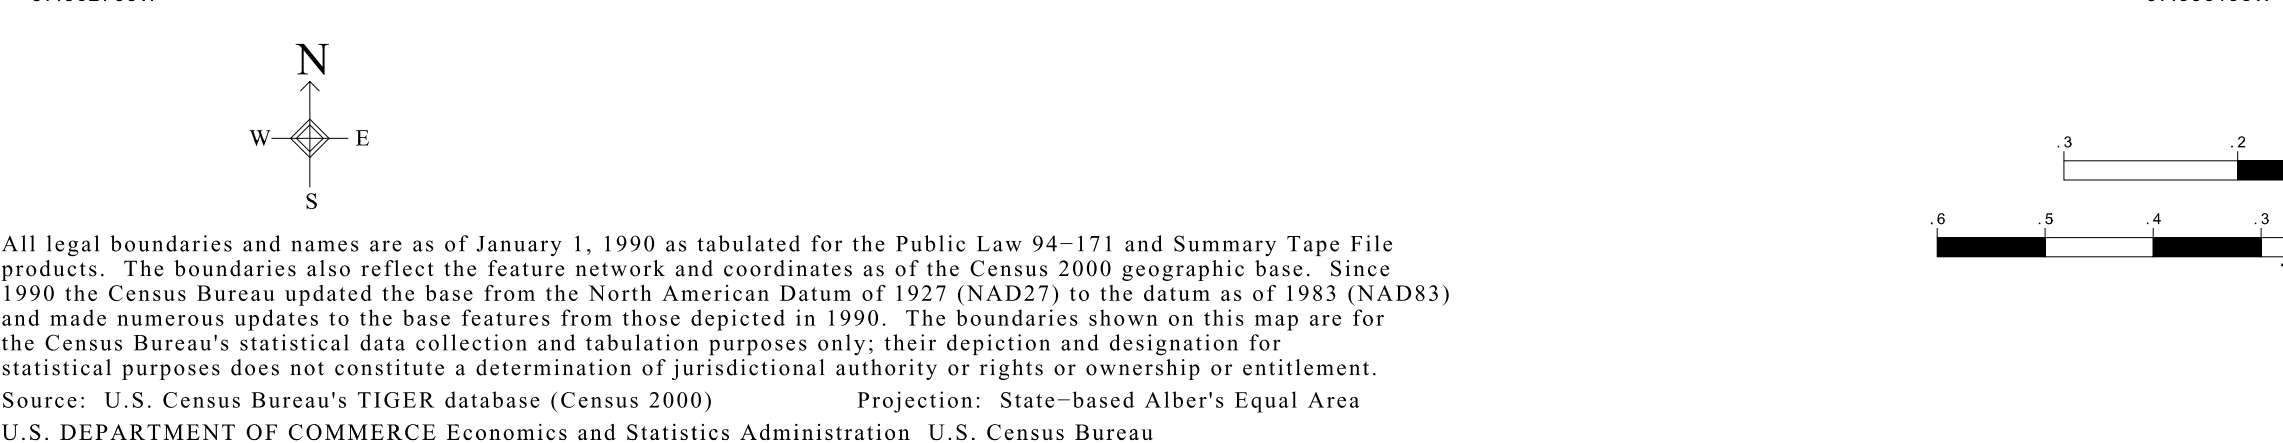 N
W E
S
.3 .2
.6 .5 .4 .3
All legal boundaries and names are as of January 1, 1990 as tabulated for the Public Law 94−171 and Summary Tape File
products.  The boundaries also reflect the feature network and coordinates as of the Census 2000 geographic base.  Since
1990 the Census Bureau updated the base from the North American Datum of 1927 (NAD27) to the datum as of 1983 (NAD83)
and made numerous updates to the base features from those depicted in 1990.  The boundaries shown on this map are for
the Census Bureau's statistical data collection and tabulation purposes only; their depiction and designation for
statistical purposes does not constitute a determination of jurisdictional authority or rights or ownership or entitlement.
Source:  U.S. Census Bureau's TIGER database (Census 2000) Projection:  State−based Alber's Equal Area
U.S. DEPARTMENT OF COMMERCE Economics and Statistics Administration  U.S. Census Bureau